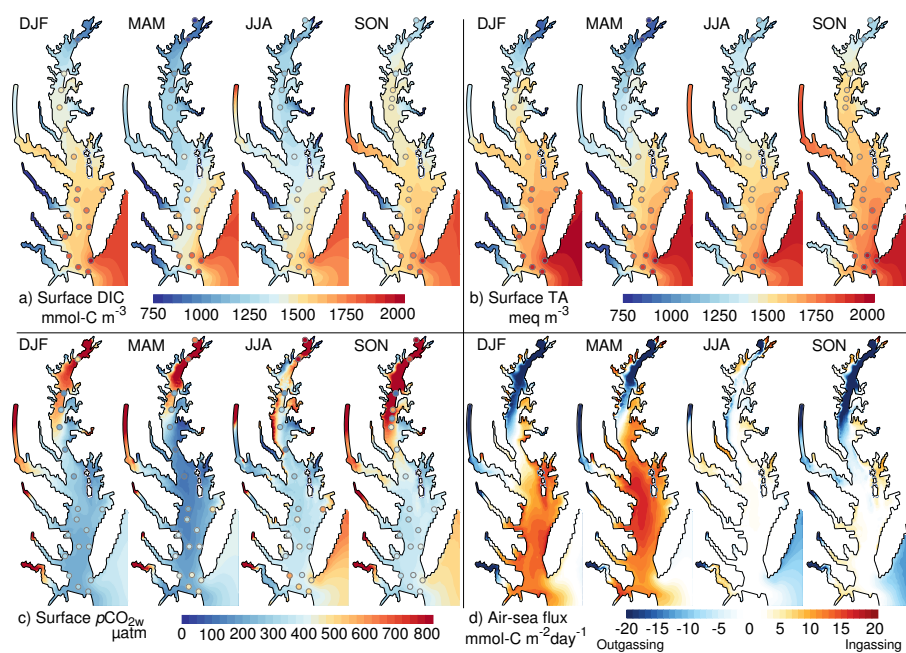 DJF MAM JJA SON
a) Surface DIC
mmol-C m⁻³
750 1000 1250 1500 1750 2000
DJF MAM JJA SON
b) Surface TA
meq m⁻³
750 1000 1250 1500 1750 2000
DJF MAM JJA SON
c) Surface pCO₂w
µatm
0 100 200 300 400 500 600 700 800
DJF MAM JJA SON
d) Air-sea flux
mmol-C m⁻²day⁻¹
-20 -15 -10 -5 0 5 10 15 20
Outgassing Ingassing